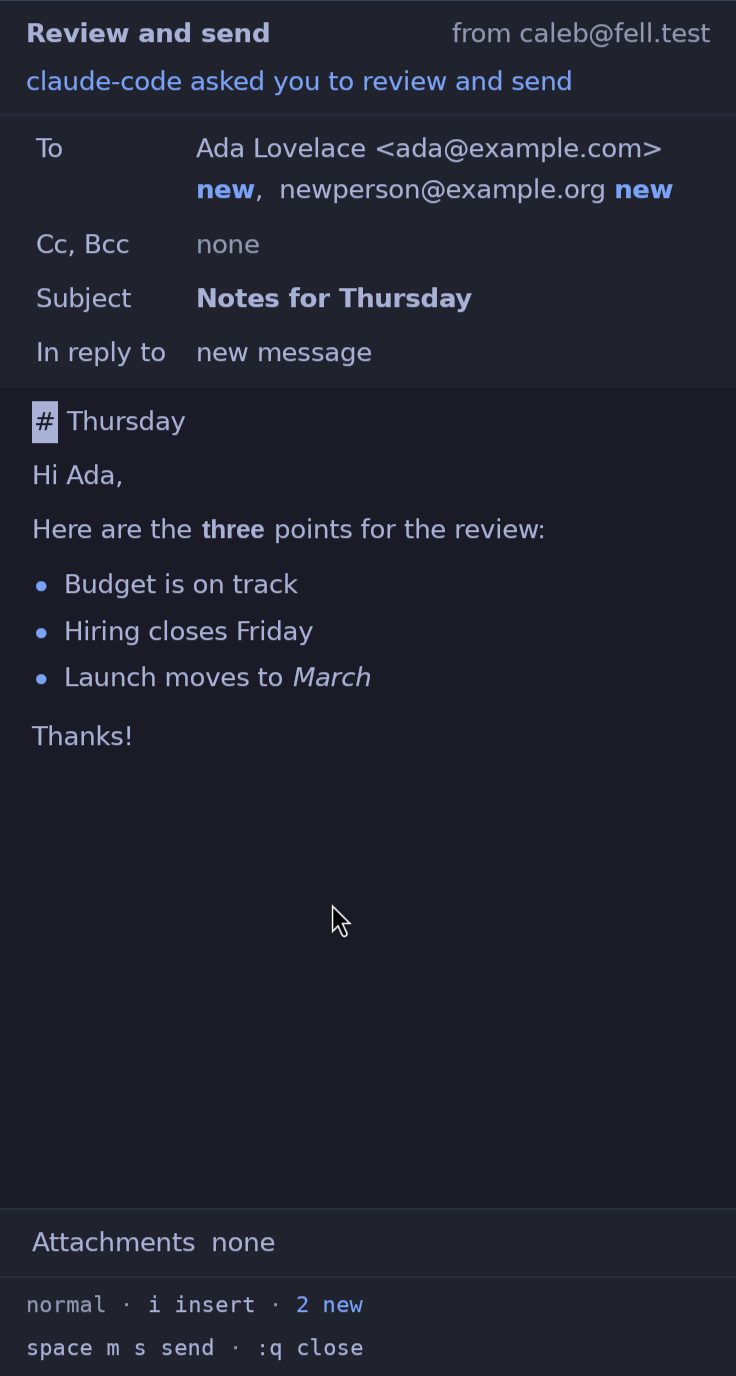 Review and send from caleb@fell.test
claude-code asked you to review and send
To Ada Lovelace <ada@example.com>
new, newperson@example.org new
Cc, Bcc none
Subject Notes for Thursday
In reply to new message
# Thursday
Hi Ada,
Here are the three points for the review:
• Budget is on track
• Hiring closes Friday
• Launch moves to March
Thanks!
Attachments none
normal · i insert · 2 new
space m s send · :q close